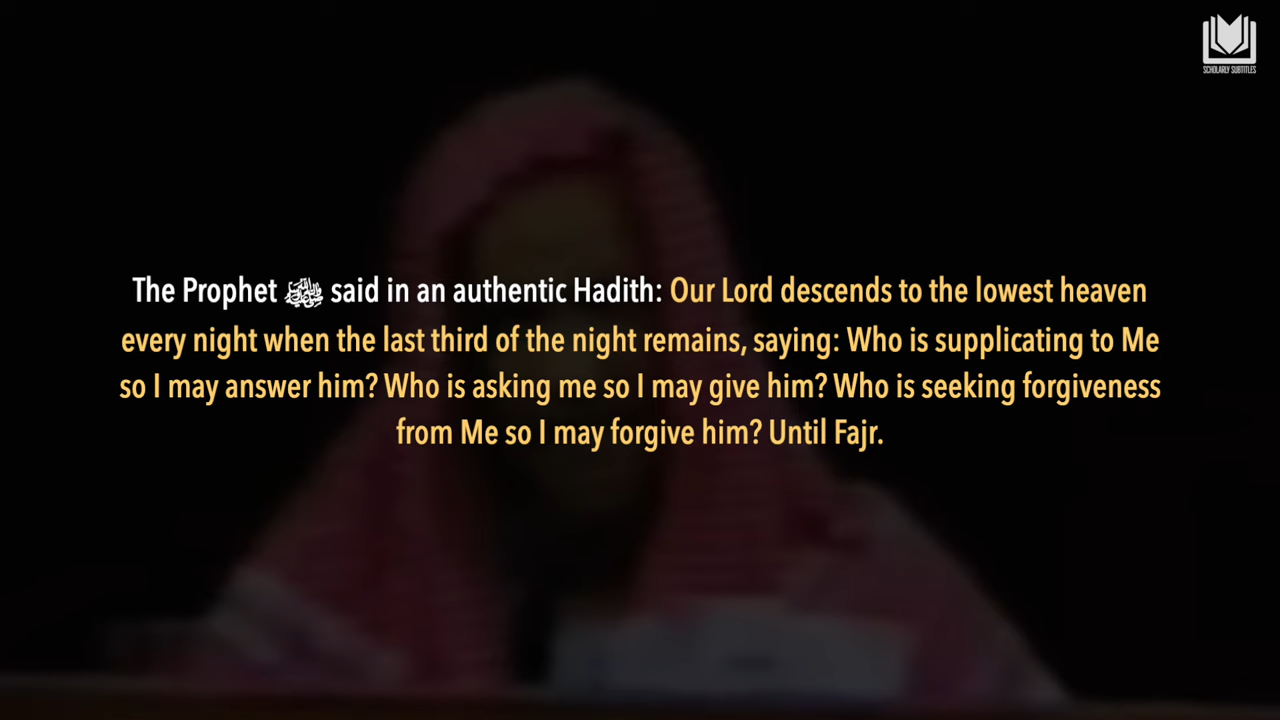 SCHOLARLY SUBTITLES
The Prophet ﷺ said in an authentic Hadith: Our Lord descends to the lowest heaven
every night when the last third of the night remains, saying: Who is supplicating to Me
so I may answer him? Who is asking me so I may give him? Who is seeking forgiveness
from Me so I may forgive him? Until Fajr.